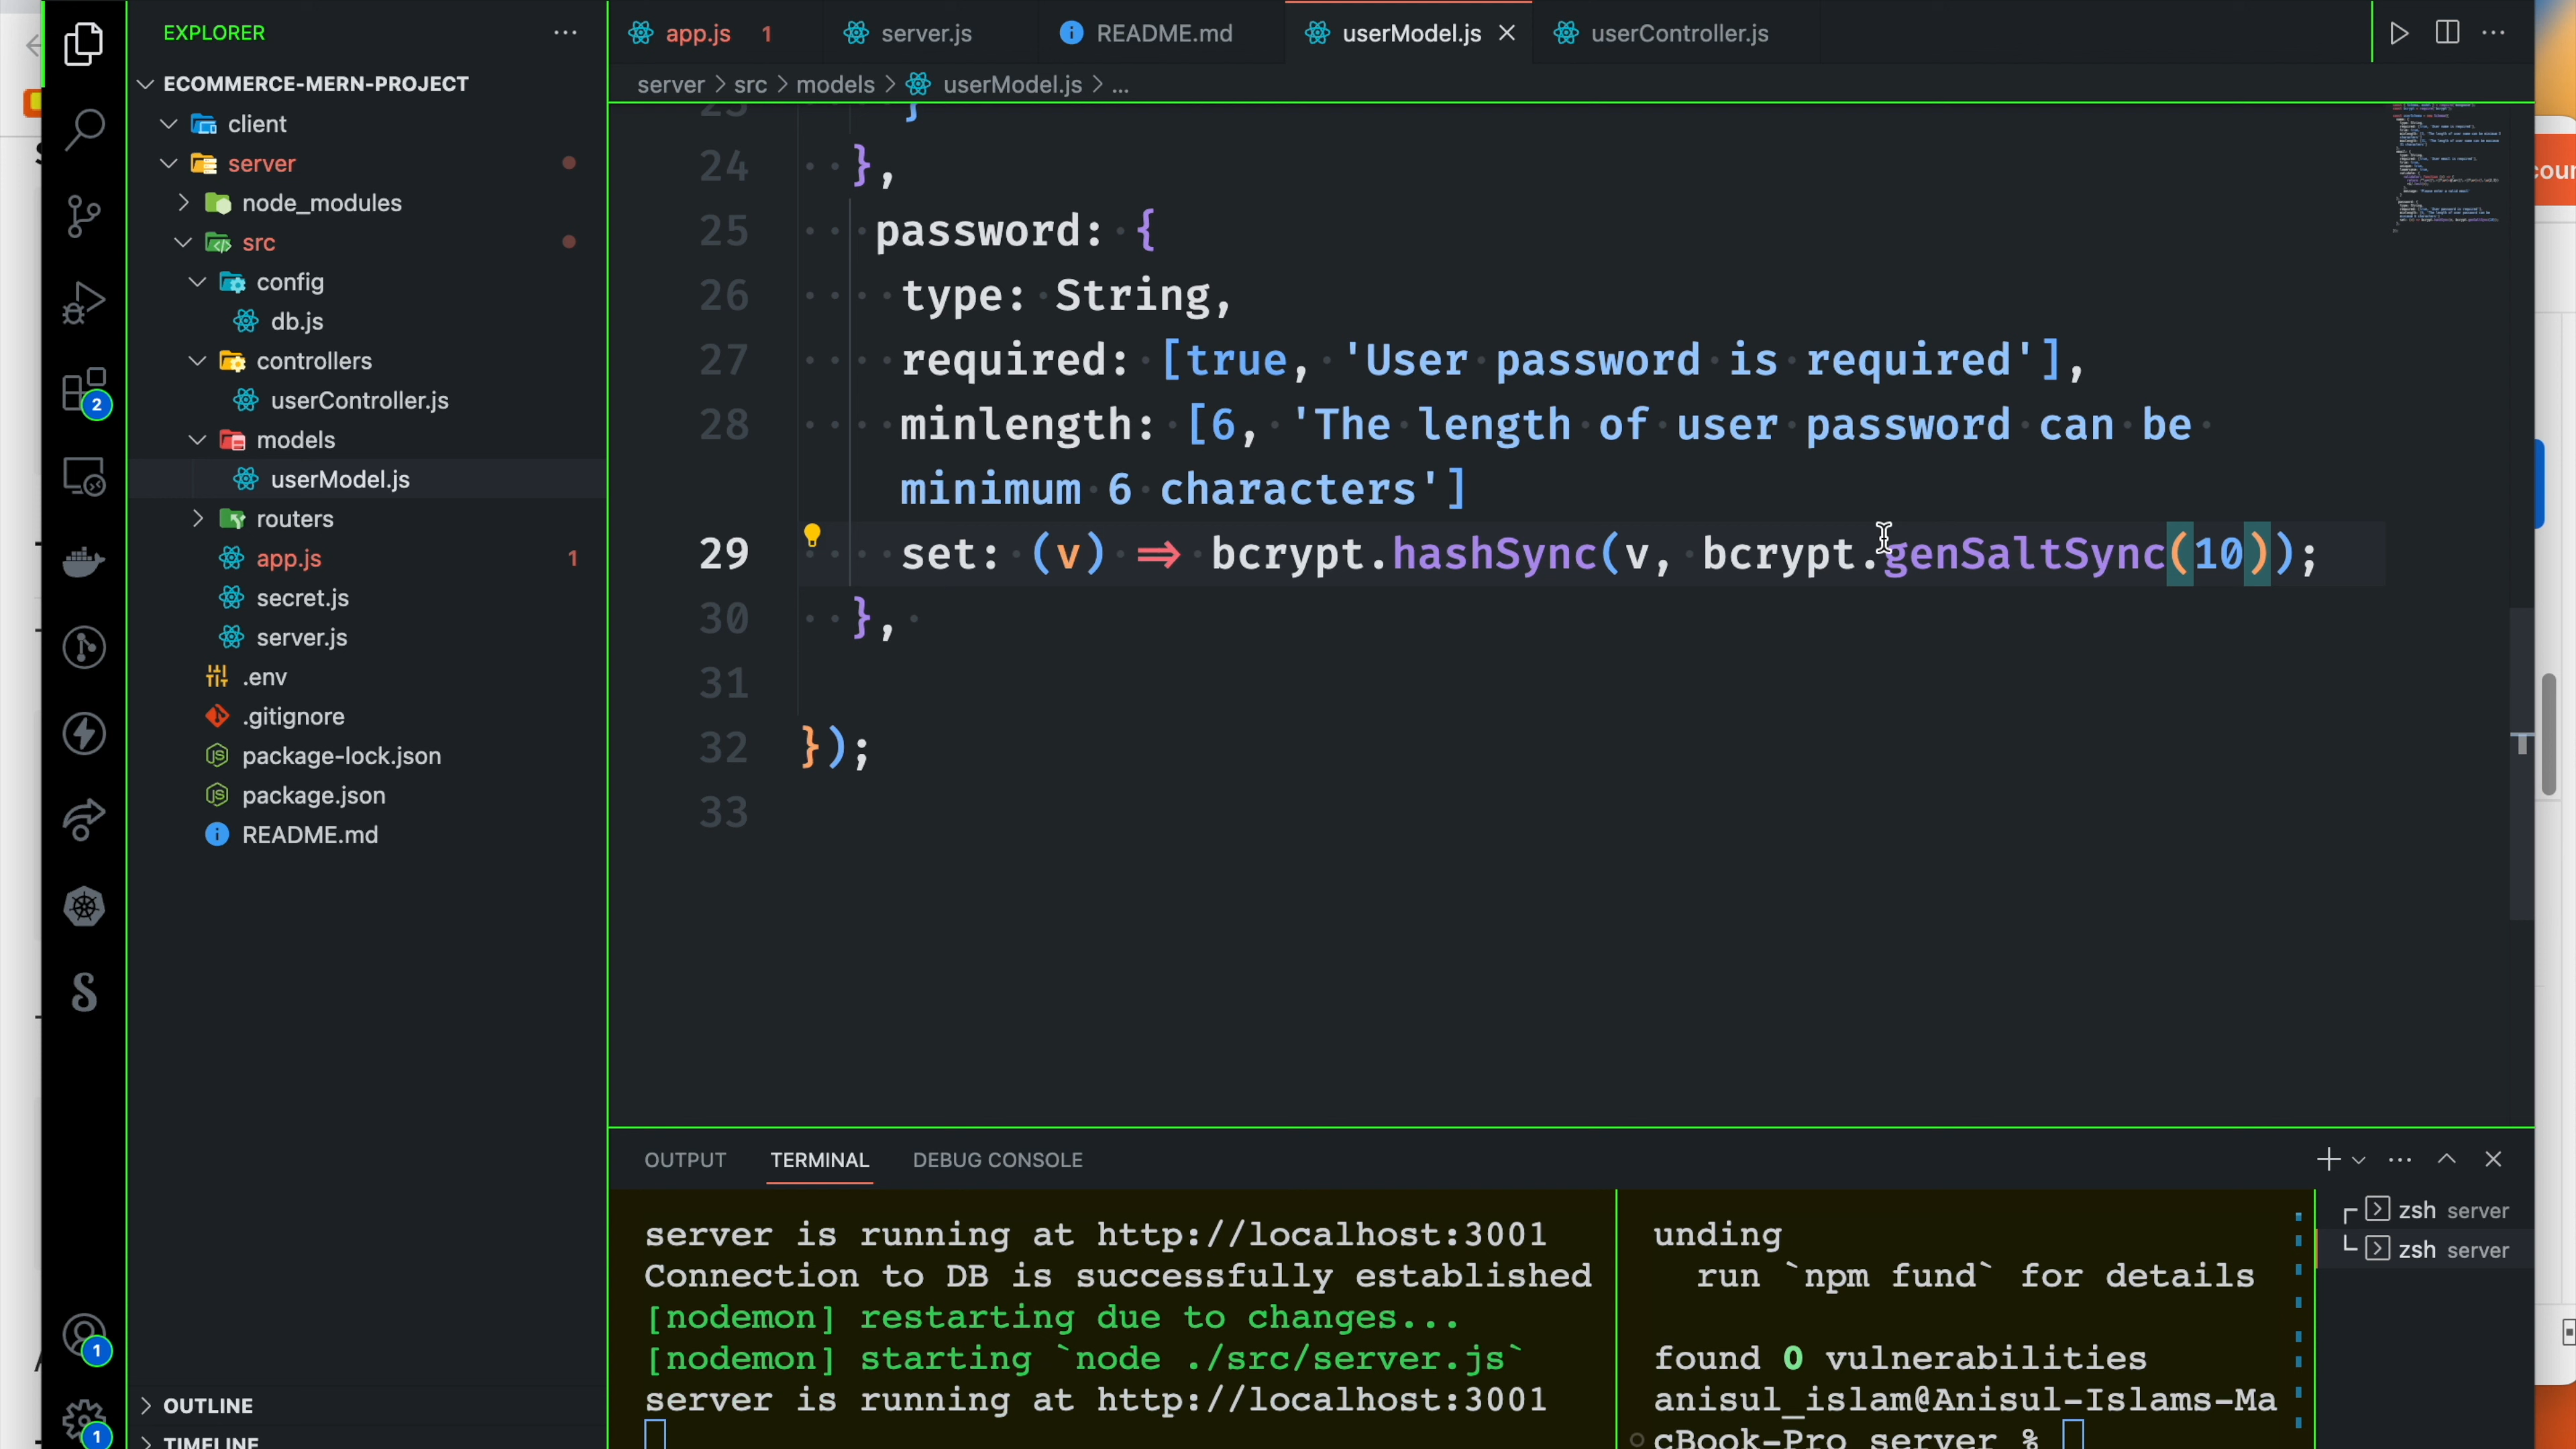 EXPLORER
ECOMMERCE-MERN-PROJECT
client
server
node_modules
src
config
db.js
controllers
userController.js
models
userModel.js
routers
app.js 1
secret.js
server.js
.env
.gitignore
package-lock.json
package.json
README.md
OUTLINE
TIMELINE
2
1
1
app.js 1 server.js README.md userModel.js userController.js
server > src > models > userModel.js > ...
23 }
24 },
25 password: {
26 type: String,
27 required: [true, 'User password is required'],
28 minlength: [6, 'The length of user password can be
minimum 6 characters']
29 set: (v) => bcrypt.hashSync(v, bcrypt.genSaltSync(10));
30 },
31
32 });
33
OUTPUT TERMINAL DEBUG CONSOLE
server is running at http://localhost:3001
Connection to DB is successfully established
[nodemon] restarting due to changes...
[nodemon] starting `node ./src/server.js`
server is running at http://localhost:3001
unding
run `npm fund` for details
found 0 vulnerabilities
anisul_islam@Anisul-Islams-Ma
cBook-Pro server %
zsh server
zsh server